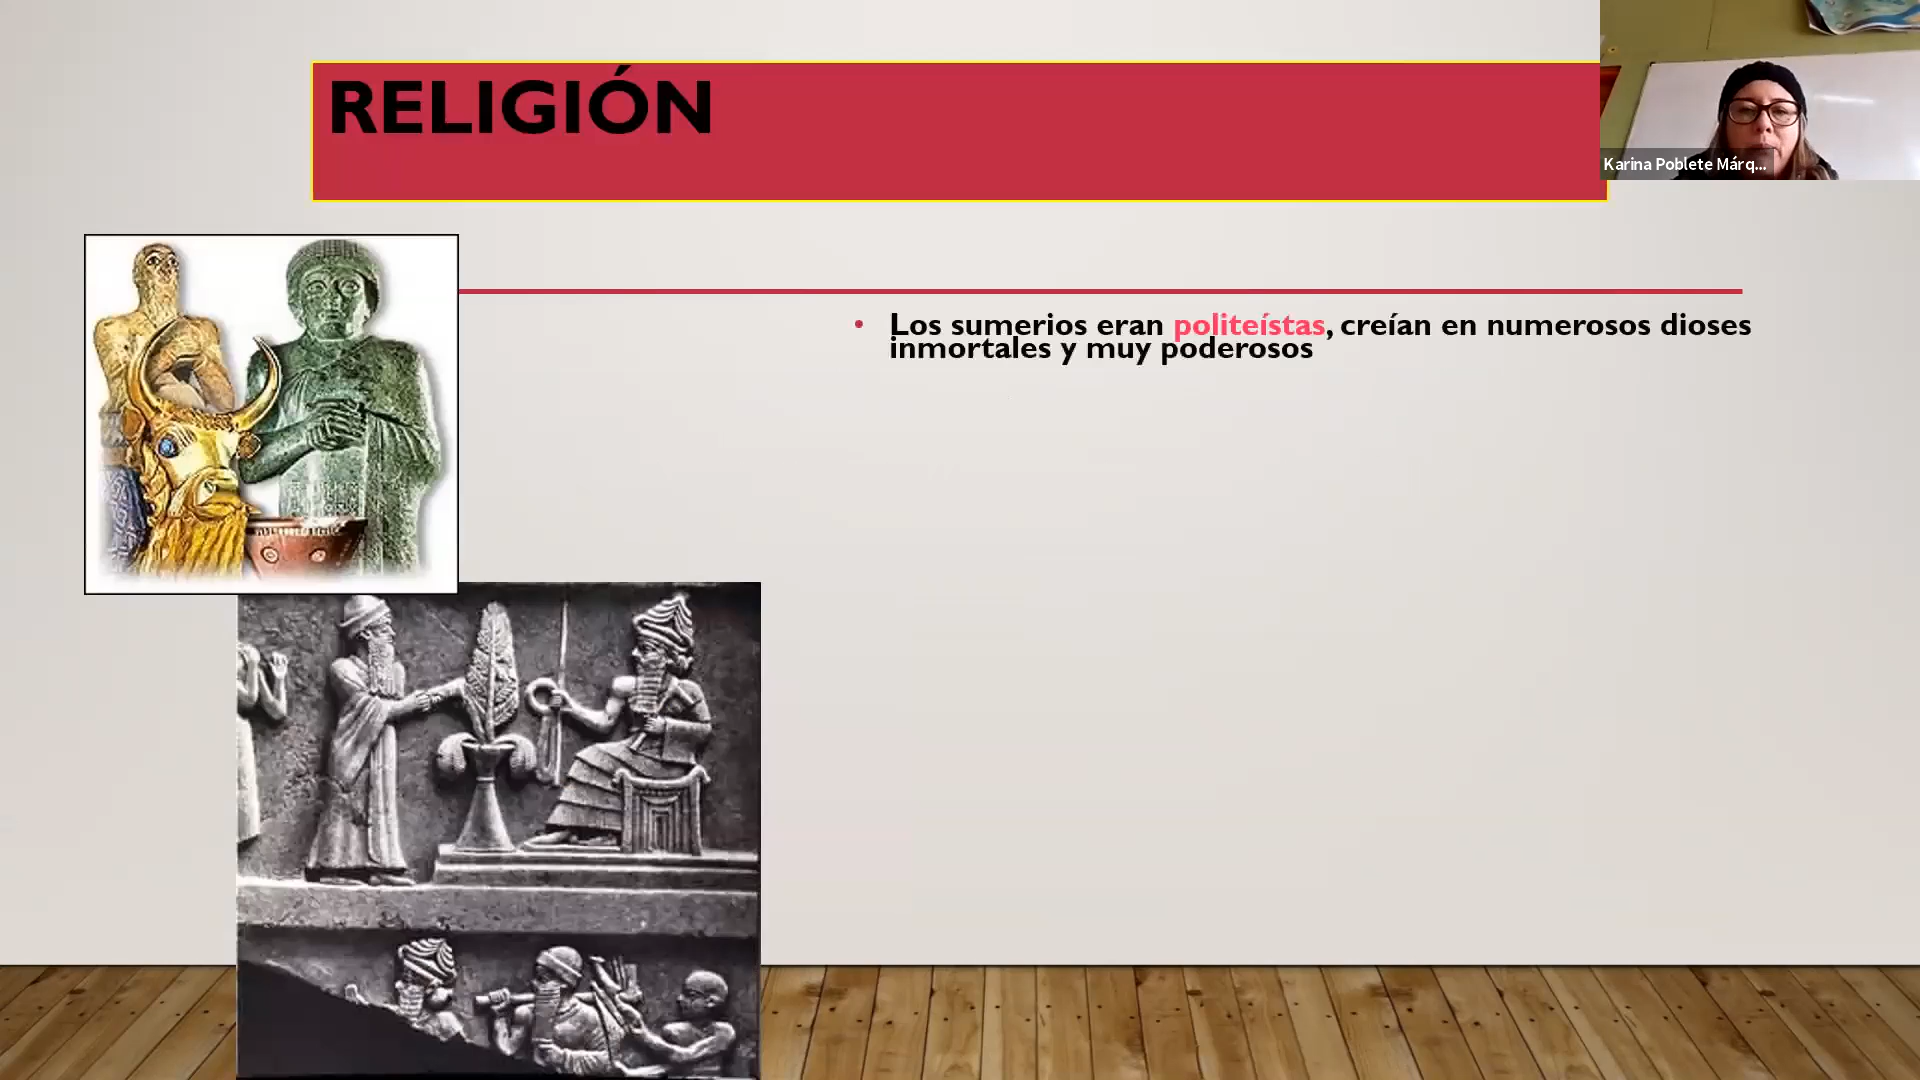 RELIGIÓN
Karina Poblete Márq...
• Los sumerios eran politeístas, creían en numerosos dioses
inmortales y muy poderosos